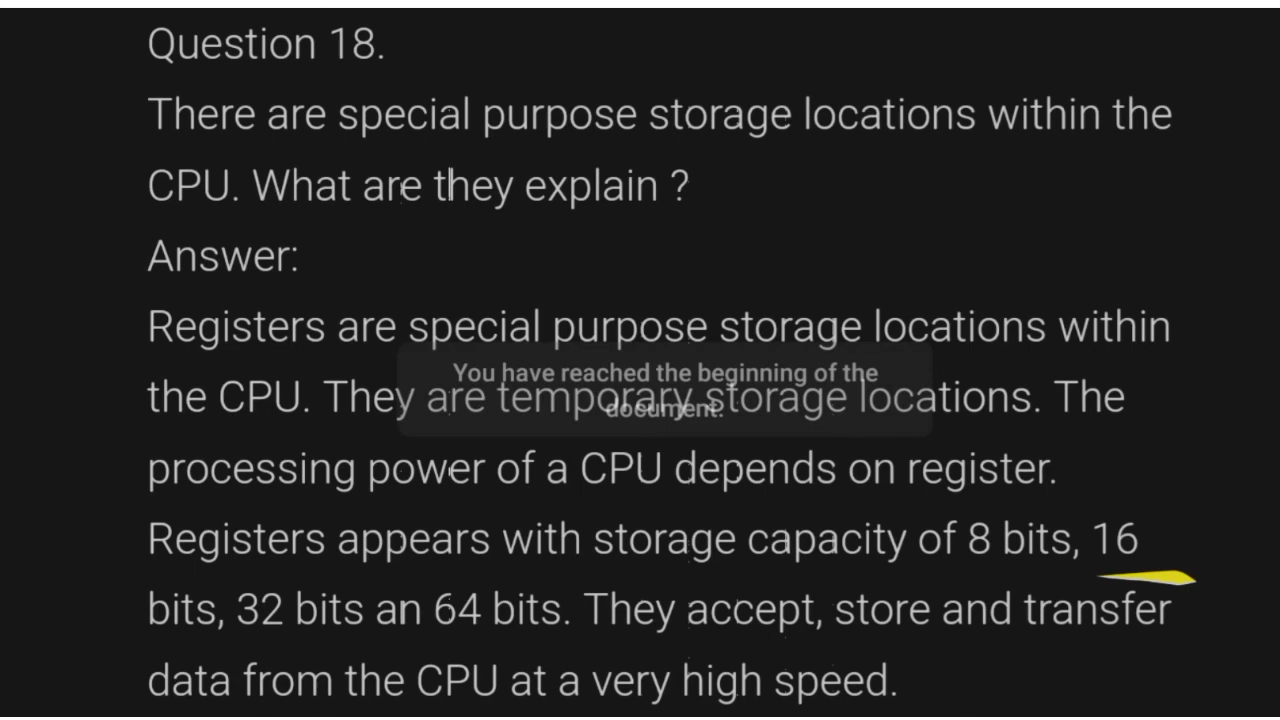 Question 18.
There are special purpose storage locations within the
CPU. What are they explain ?
Answer:
Registers are special purpose storage locations within
You have reached the beginning of the
the CPU. They are temporary storage locations. The
document.
processing power of a CPU depends on register.
Registers appears with storage capacity of 8 bits, 16
bits, 32 bits an 64 bits. They accept, store and transfer
data from the CPU at a very high speed.